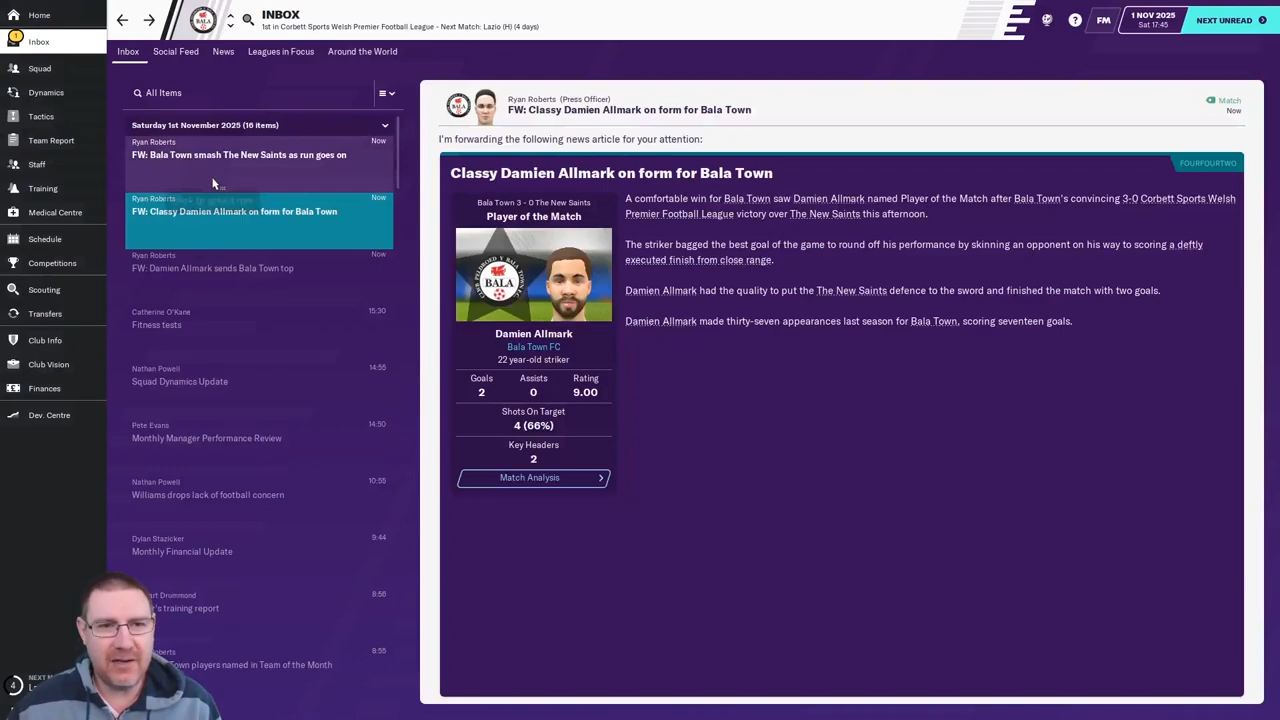 INBOX
1st in Corbett Sports Welsh Premier Football League - Next Match: Lazio (H) (4 days)
FM
1 NOV 2025
Sat 17:45
NEXT UNREAD
Home
1
Inbox
Squad
Dynamics
Tactics
Team Report
Staff
Training
Medical Centre
Schedule
Competitions
Scouting
Transfers
Club Info
Club Vision
Finances
Dev. Centre
4
Inbox
Social Feed
News
Leagues in Focus
Around the World
All Items
Saturday 1st November 2025 (16 items)
Ryan Roberts Now
FW: Bala Town smash The New Saints as run goes on
Ryan Roberts Now
FW: Classy Damien Allmark on form for Bala Town
Ryan Roberts Now
FW: Damien Allmark sends Bala Town top
Catherine O'Kane 15:30
Fitness tests
Nathan Powell 14:55
Squad Dynamics Update
Pete Evans 14:50
Monthly Manager Performance Review
Nathan Powell 10:55
Williams drops lack of football concern
Dylan Stazicker 9:44
Monthly Financial Update
Drummond 8:56
training report
8:55
Town players named in Team of the Month
Ryan Roberts (Press Officer)
FW: Classy Damien Allmark on form for Bala Town
Match
Now
I'm forwarding the following news article for your attention:
FOURFOURTWO
Classy Damien Allmark on form for Bala Town
Bala Town 3 - 0 The New Saints
Player of the Match
BALA
Damien Allmark
Bala Town FC
22 year-old striker
Goals Assists Rating
2 0 9.00
Shots On Target
4 (66%)
Key Headers
2
Match Analysis
A comfortable win for Bala Town saw Damien Allmark named Player of the Match after Bala Town's convincing 3-0 Corbett Sports Welsh
Premier Football League victory over The New Saints this afternoon.
The striker bagged the best goal of the game to round off his performance by skinning an opponent on his way to scoring a deftly
executed finish from close range.
Damien Allmark had the quality to put the The New Saints defence to the sword and finished the match with two goals.
Damien Allmark made thirty-seven appearances last season for Bala Town, scoring seventeen goals.